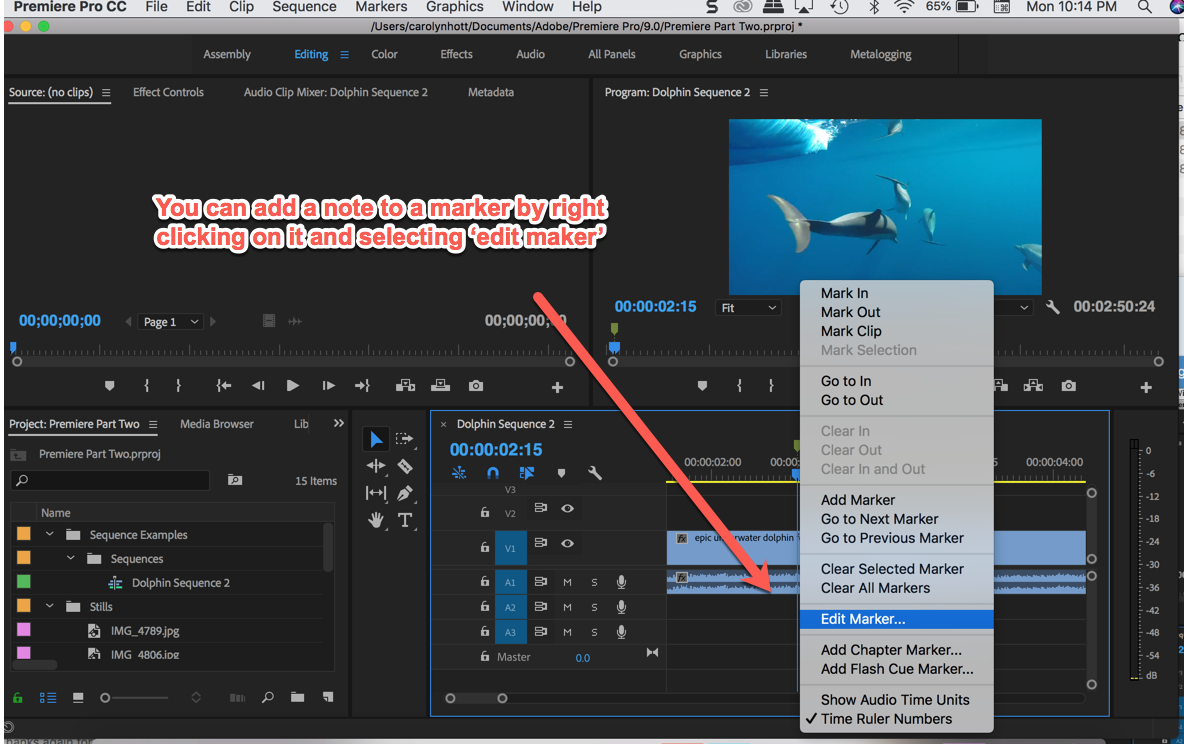 Premiere Pro CC File Edit Clip Sequence Markers Graphics Window Help S 65% Mon 10:14 PM
/Users/carolynhott/Documents/Adobe/Premiere Pro/9.0/Premiere Part Two.prproj *
Assembly Editing Color Effects Audio All Panels Graphics Libraries Metalogging
Source: (no clips) Effect Controls Audio Clip Mixer: Dolphin Sequence 2 Metadata
Program: Dolphin Sequence 2
You can add a note to a marker by right
clicking on it and selecting ‘edit maker’
00;00;00;00 Page 1 00;00;00;00
00:00:02:15 Fit 00:02:50:24
Mark In
Mark Out
Mark Clip
Mark Selection
Go to In
Go to Out
Clear In
Clear Out
Clear In and Out
Add Marker
Go to Next Marker
Go to Previous Marker
Clear Selected Marker
Clear All Markers
Edit Marker...
Add Chapter Marker...
Add Flash Cue Marker...
Show Audio Time Units
✓ Time Ruler Numbers
Project: Premiere Part Two Media Browser Lib
Premiere Part Two.prproj
15 Items
Name
Sequence Examples
Sequences
Dolphin Sequence 2
Stills
IMG_4789.jpg
IMG_4806.jpg
× Dolphin Sequence 2
00:00:02:15
00:00:02:00 00:00: 00:00:04:00
V3
V2
V1 fx epic underwater dolphin
A1 M S fx
A2 M S
A3 M S
Master 0.0
0
-6
-12
-18
-24
-30
-36
-42
-48
-54
dB